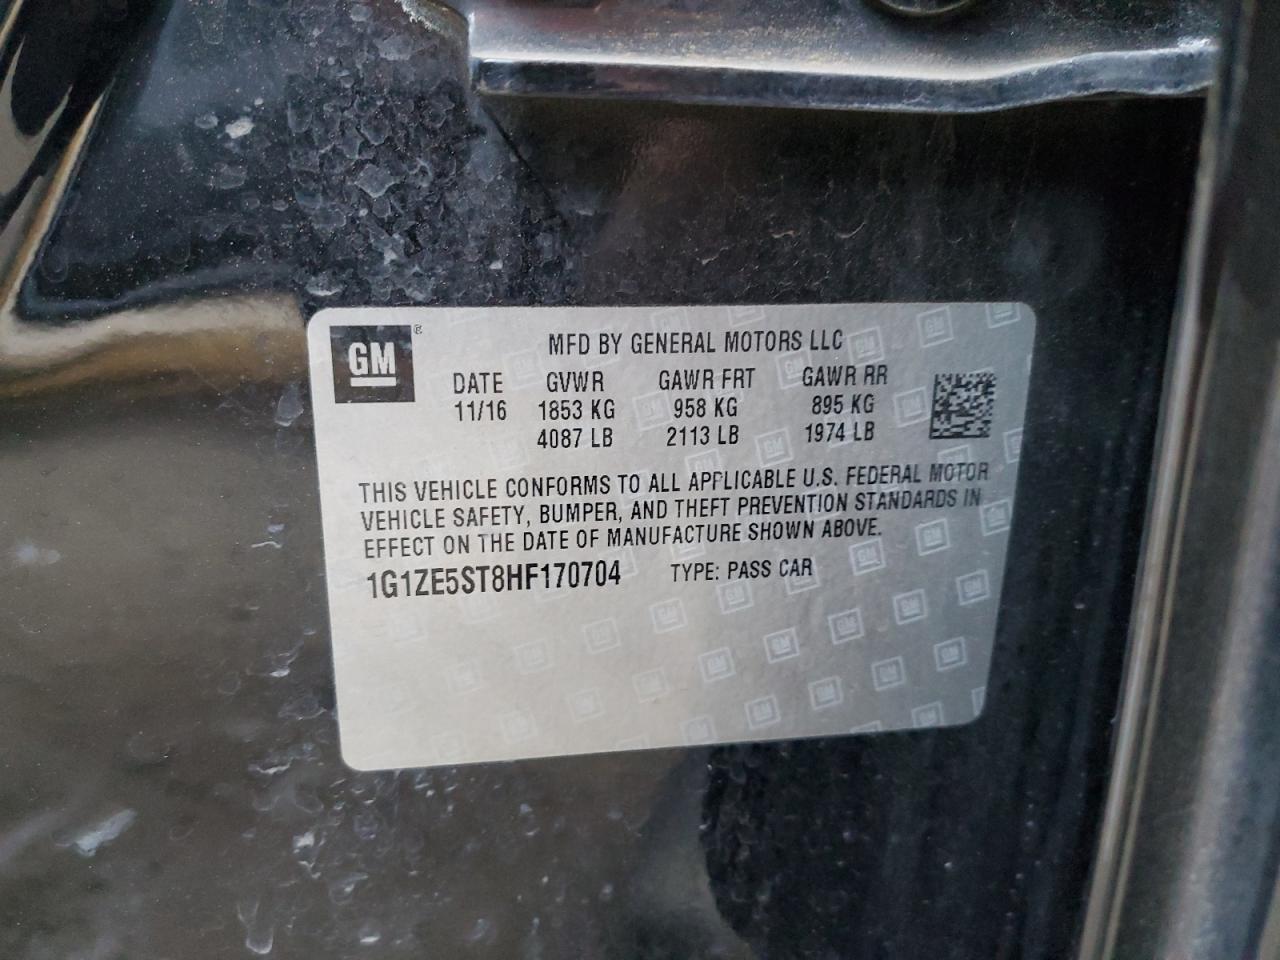 GM®
MFD BY GENERAL MOTORS LLC
DATE GVWR GAWR FRT GAWR RR
11/16 1853 KG 958 KG 895 KG
4087 LB 2113 LB 1974 LB
THIS VEHICLE CONFORMS TO ALL APPLICABLE U.S. FEDERAL MOTOR
VEHICLE SAFETY, BUMPER, AND THEFT PREVENTION STANDARDS IN
EFFECT ON THE DATE OF MANUFACTURE SHOWN ABOVE.
1G1ZE5ST8HF170704 TYPE: PASS CAR